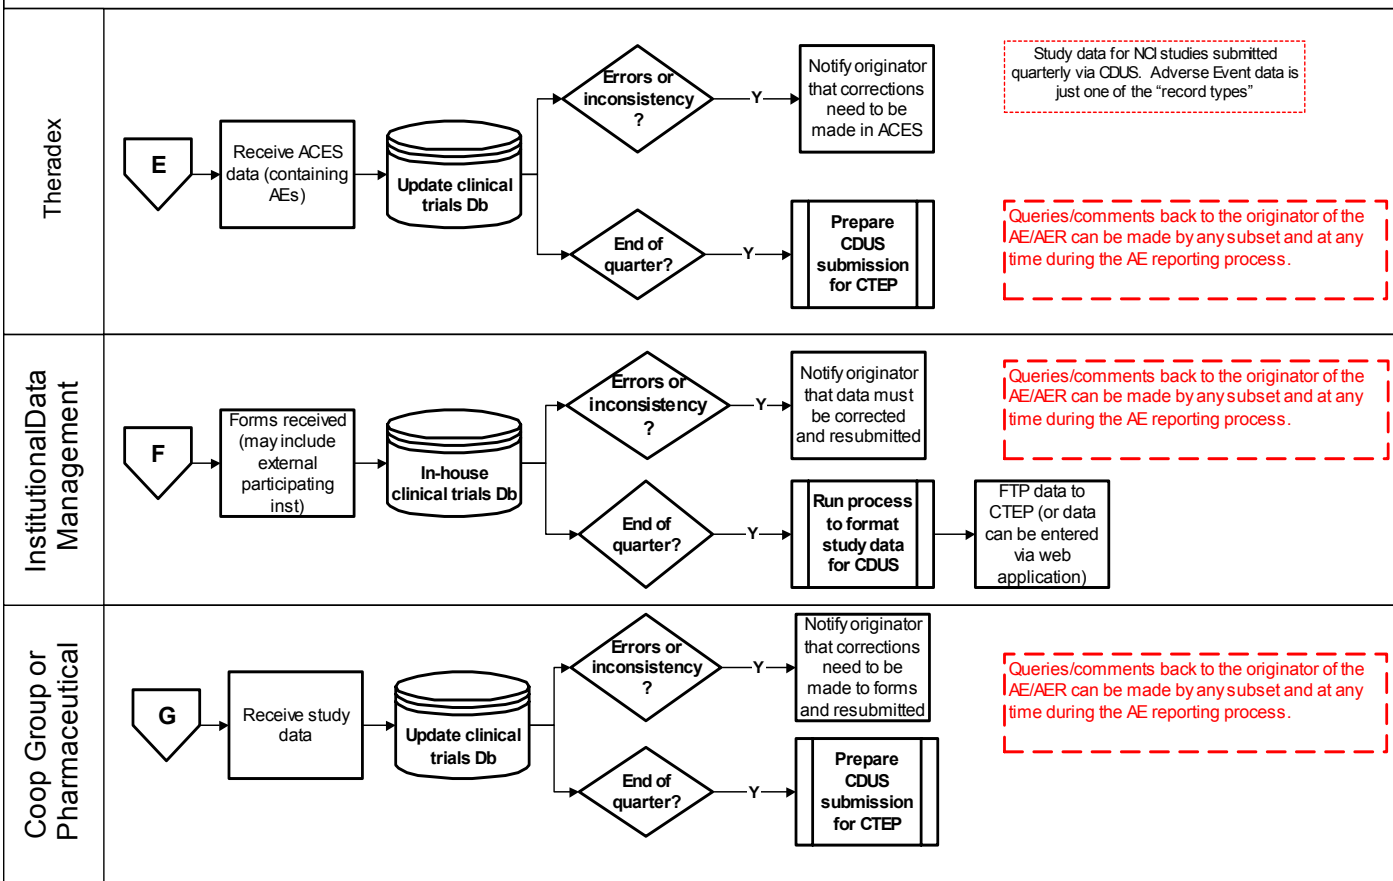 Theradex
E
Receive ACES
data (containing
AEs)
Update clinical
trials Db
Errors or
inconsistency
?
Y
Notify originator
that corrections
need to be
made in ACES
End of
quarter?
Y
Prepare
CDUS
submission
for CTEP
Study data for NCI studies submitted
quarterly via CDUS. Adverse Event data is
just one of the “record types”
Queries/comments back to the originator of the
AE/AER can be made by any subset and at any
time during the AE reporting process.
InstitutionalData
Management
F
Forms received
(may include
external
participating
inst)
In-house
clinical trials Db
Errors or
inconsistency
?
Y
Notify originator
that data must
be corrected
and resubmitted
End of
quarter?
Y
Run process
to format
study data
for CDUS
FTP data to
CTEP (or data
can be entered
via web
application)
Queries/comments back to the originator of the
AE/AER can be made by any subset and at any
time during the AE reporting process.
Coop Group or
Pharmaceutical
G
Receive study
data
Update clinical
trials Db
Errors or
inconsistency
?
Y
Notify originator
that corrections
need to be
made to forms
and resubmitted
End of
quarter?
Y
Prepare
CDUS
submission
for CTEP
Queries/comments back to the originator of the
AE/AER can be made by any subset and at any
time during the AE reporting process.